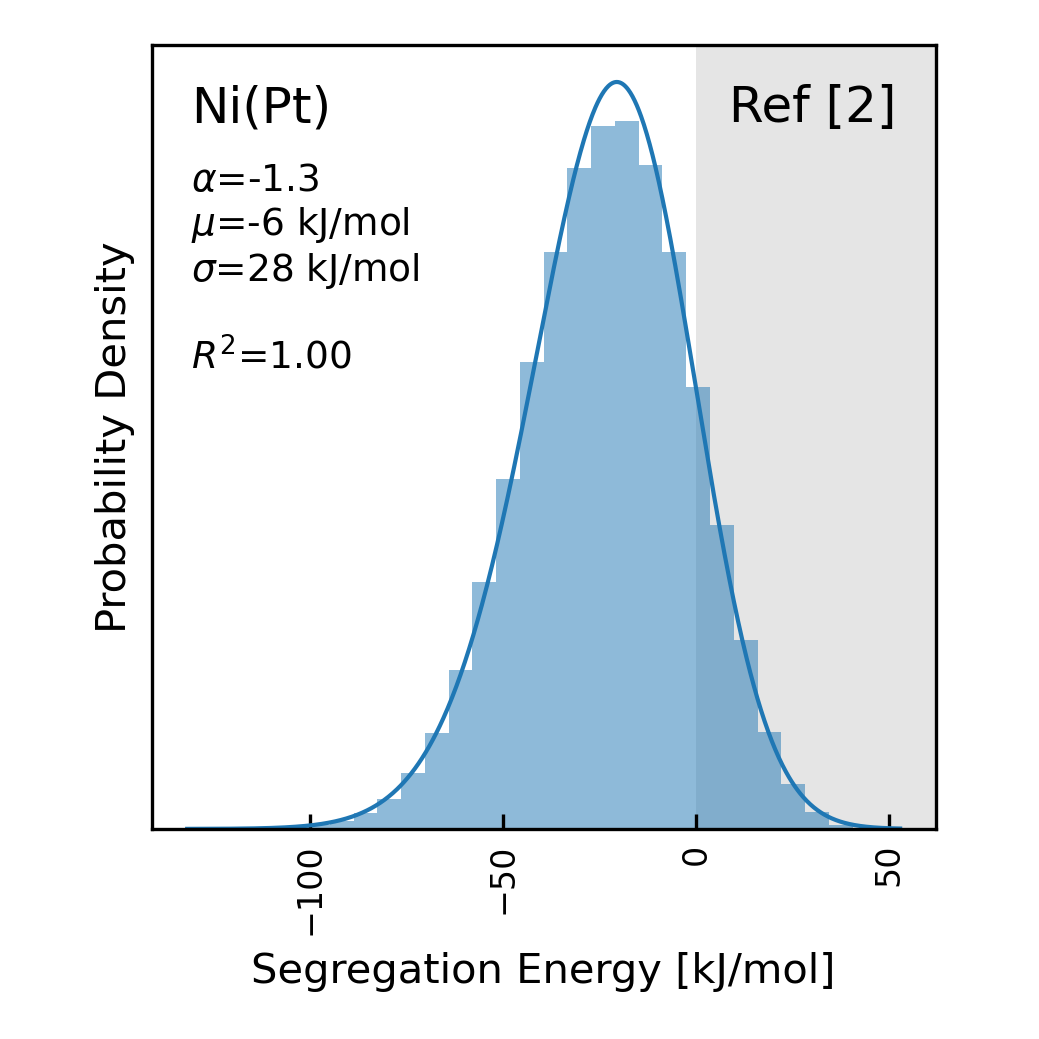 Ni(Pt)
Ref [2]
α=-1.3
μ=-6 kJ/mol
σ=28 kJ/mol
R²=1.00
Probability Density
−100
−50
0
50
Segregation Energy [kJ/mol]